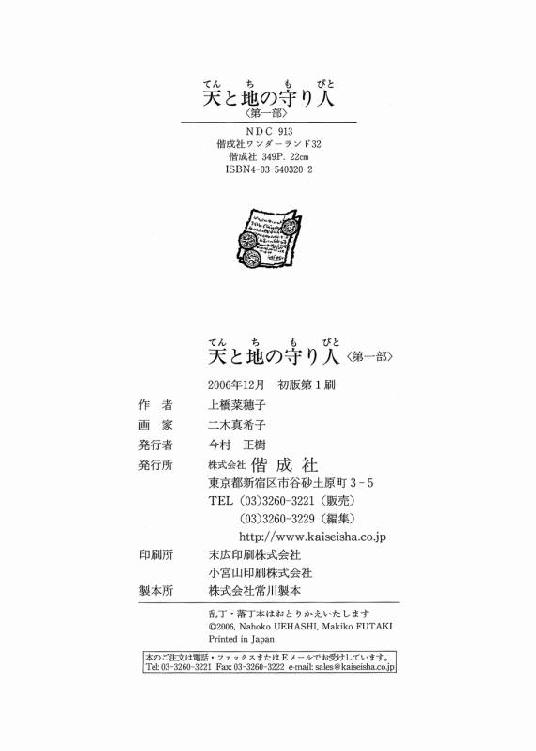 てん ち も びと
天と地の守り人
〈第一部〉
NDC 913
偕成社ワンダーランド32
偕成社 349P. 22cm
ISBN4-03-540320-2
てん ち も びと
天と地の守り人〈第一部〉
2006年12月 初版第1刷
作者 上橋菜穂子
画家 二木真希子
発行者 今村 正樹
発行所 株式会社 偕成社
東京都新宿区市谷砂土原町3-5
TEL (03)3260-3221〔販売〕
(03)3260-3229〔編集〕
http://www.kaiseisha.co.jp
印刷所 末広印刷株式会社
小宮山印刷株式会社
製本所 株式会社常川製本
乱丁・落丁本はおとりかえいたします
©2006, Nahoko UEHASHI, Makiko FUTAKI
Printed in Japan
本のご注文は電話・ファックスまたはEメールでお受けしています。
Tel: 03-3260-3221 Fax 03-3260-3222 e-mail: sales@kaiseisha.co.jp